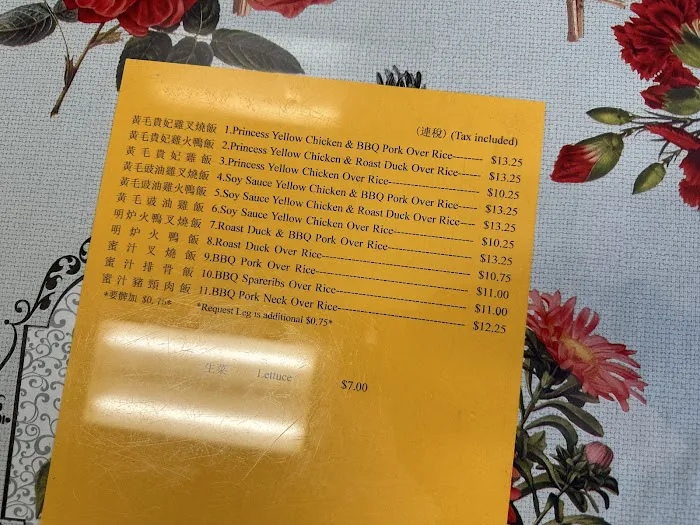 (連稅) (Tax included)
黃毛貴妃雞叉燒飯 1.Princess Yellow Chicken & BBQ Pork Over Rice--------- $13.25
黃毛貴妃雞火鴨飯 2.Princess Yellow Chicken & Roast Duck Over Rice------- $13.25
黃毛貴妃雞飯 3.Princess Yellow Chicken Over Rice---------------------------- $10.25
黃毛豉油雞叉燒飯 4.Soy Sauce Yellow Chicken & BBQ Pork Over Rice------- $13.25
黃毛豉油雞火鴨飯 5.Soy Sauce Yellow Chicken & Roast Duck Over Rice---- $13.25
黃毛豉油雞飯 6.Soy Sauce Yellow Chicken Over Rice------------------------- $10.25
明炉火鴨叉燒飯 7.Roast Duck & BBQ Pork Over Rice--------------------------- $13.25
明炉火鴨飯 8.Roast Duck Over Rice------------------------------------------- $10.75
蜜汁叉燒飯 9.BBQ Pork Over Rice--------------------------------------------- $11.00
蜜汁排骨飯 10.BBQ Spareribs Over Rice-------------------------------------- $11.00
蜜汁豬頸肉飯 11.BBQ Pork Neck Over Rice------------------------------------- $12.25
*要髀加 $0.75* *Request Leg is additional $0.75*
生菜 Lettuce $7.00